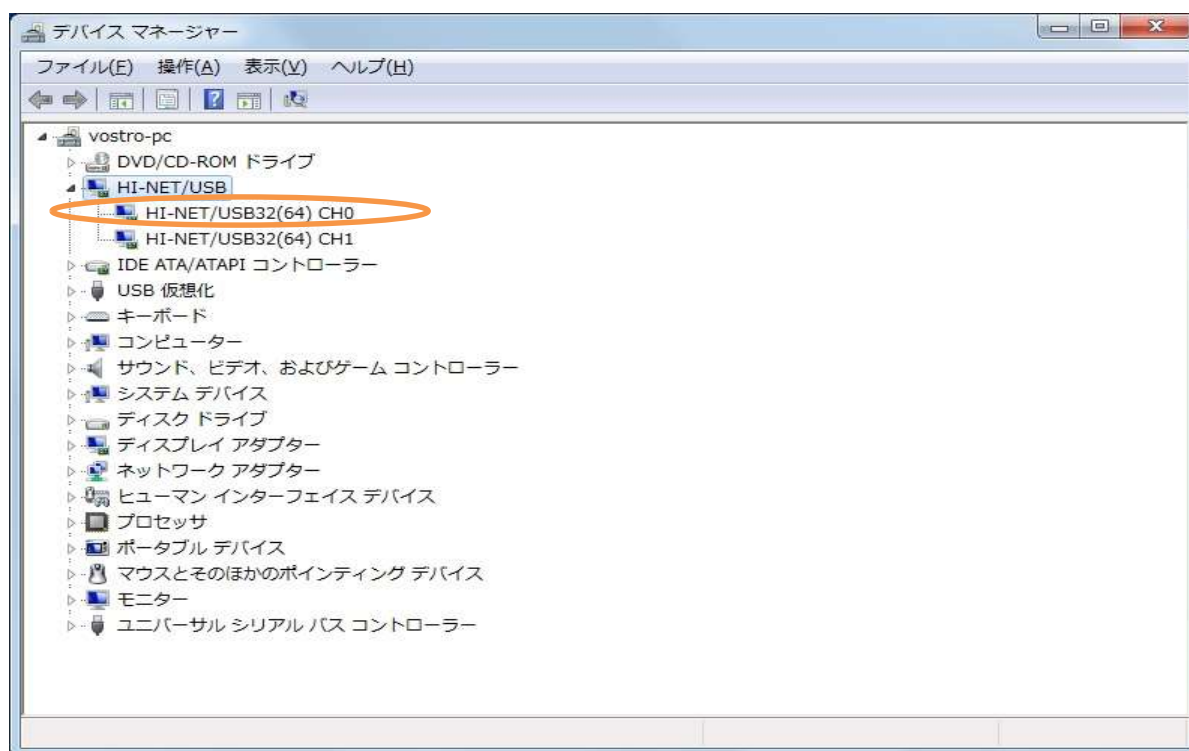 デバイス マネージャー
ファイル(F) 操作(A) 表示(V) ヘルプ(H)
vostro-pc
DVD/CD-ROM ドライブ
HI-NET/USB
HI-NET/USB32(64) CH0
HI-NET/USB32(64) CH1
IDE ATA/ATAPI コントローラー
USB 仮想化
キーボード
コンピューター
サウンド、ビデオ、およびゲーム コントローラー
システム デバイス
ディスク ドライブ
ディスプレイ アダプター
ネットワーク アダプター
ヒューマン インターフェイス デバイス
プロセッサ
ポータブル デバイス
マウスとそのほかのポインティング デバイス
モニター
ユニバーサル シリアル バス コントローラー